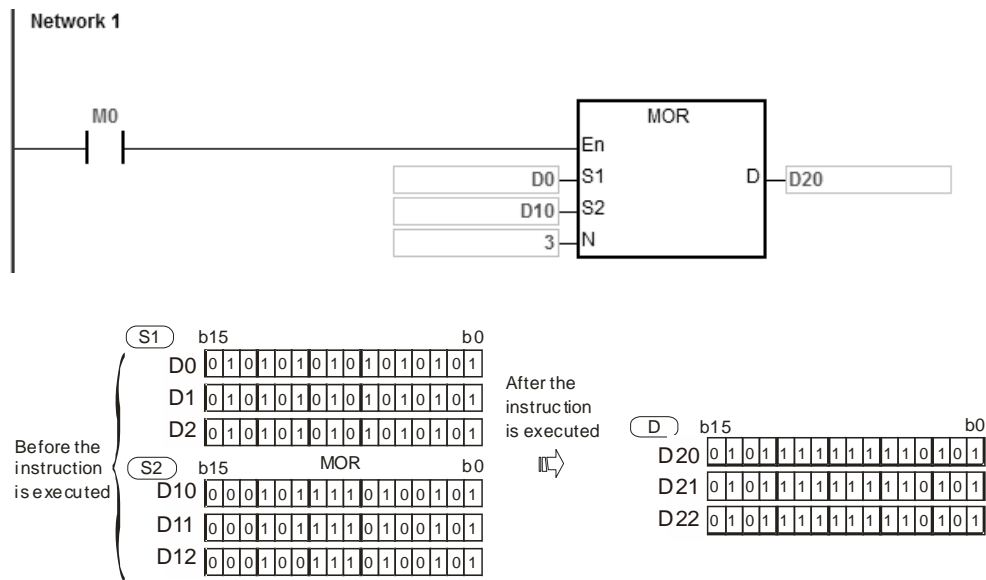 Network 1
M0
MOR
En
D0 S1 D D20
D10 S2
3 N
S1 b15 b0
D0 0 1 0 1 0 1 0 1 0 1 0 1 0 1 0 1
D1 0 1 0 1 0 1 0 1 0 1 0 1 0 1 0 1
D2 0 1 0 1 0 1 0 1 0 1 0 1 0 1 0 1
Before the
instruction
is executed
S2 b15 MOR b0
D10 0 0 0 1 0 1 1 1 1 0 1 0 0 1 0 1
D11 0 0 0 1 0 1 1 1 1 0 1 0 0 1 0 1
D12 0 0 0 1 0 0 1 1 1 0 1 0 0 1 0 1
After the
instruction
is executed
D b15 b0
D20 0 1 0 1 1 1 1 1 1 1 1 1 0 1 0 1
D21 0 1 0 1 1 1 1 1 1 1 1 1 0 1 0 1
D22 0 1 0 1 1 1 1 1 1 1 1 1 0 1 0 1